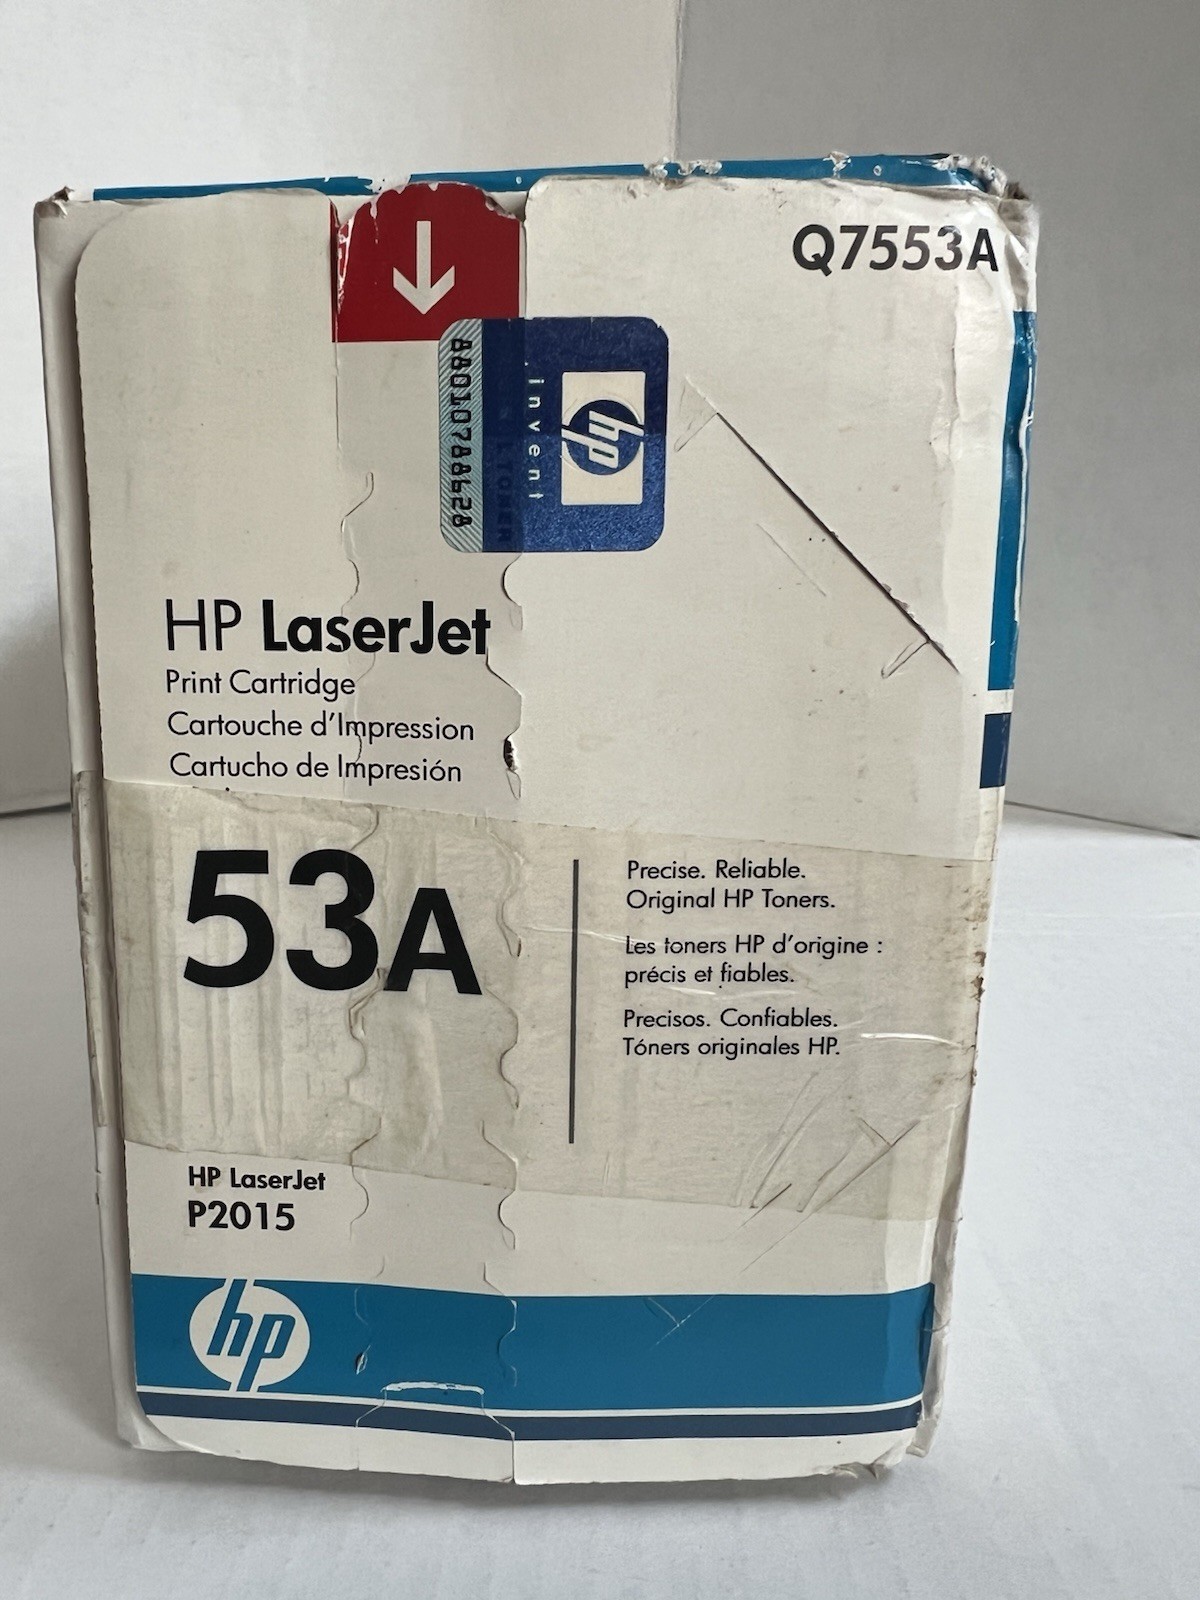 Q7553A
hp
invent
HP LaserJet
Print Cartridge
Cartouche d'Impression
Cartucho de Impresión
53A
Precise. Reliable.
Original HP Toners.
Les toners HP d'origine :
précis et fiables.
Precisos. Confiables.
Tóners originales HP.
HP LaserJet
P2015
hp